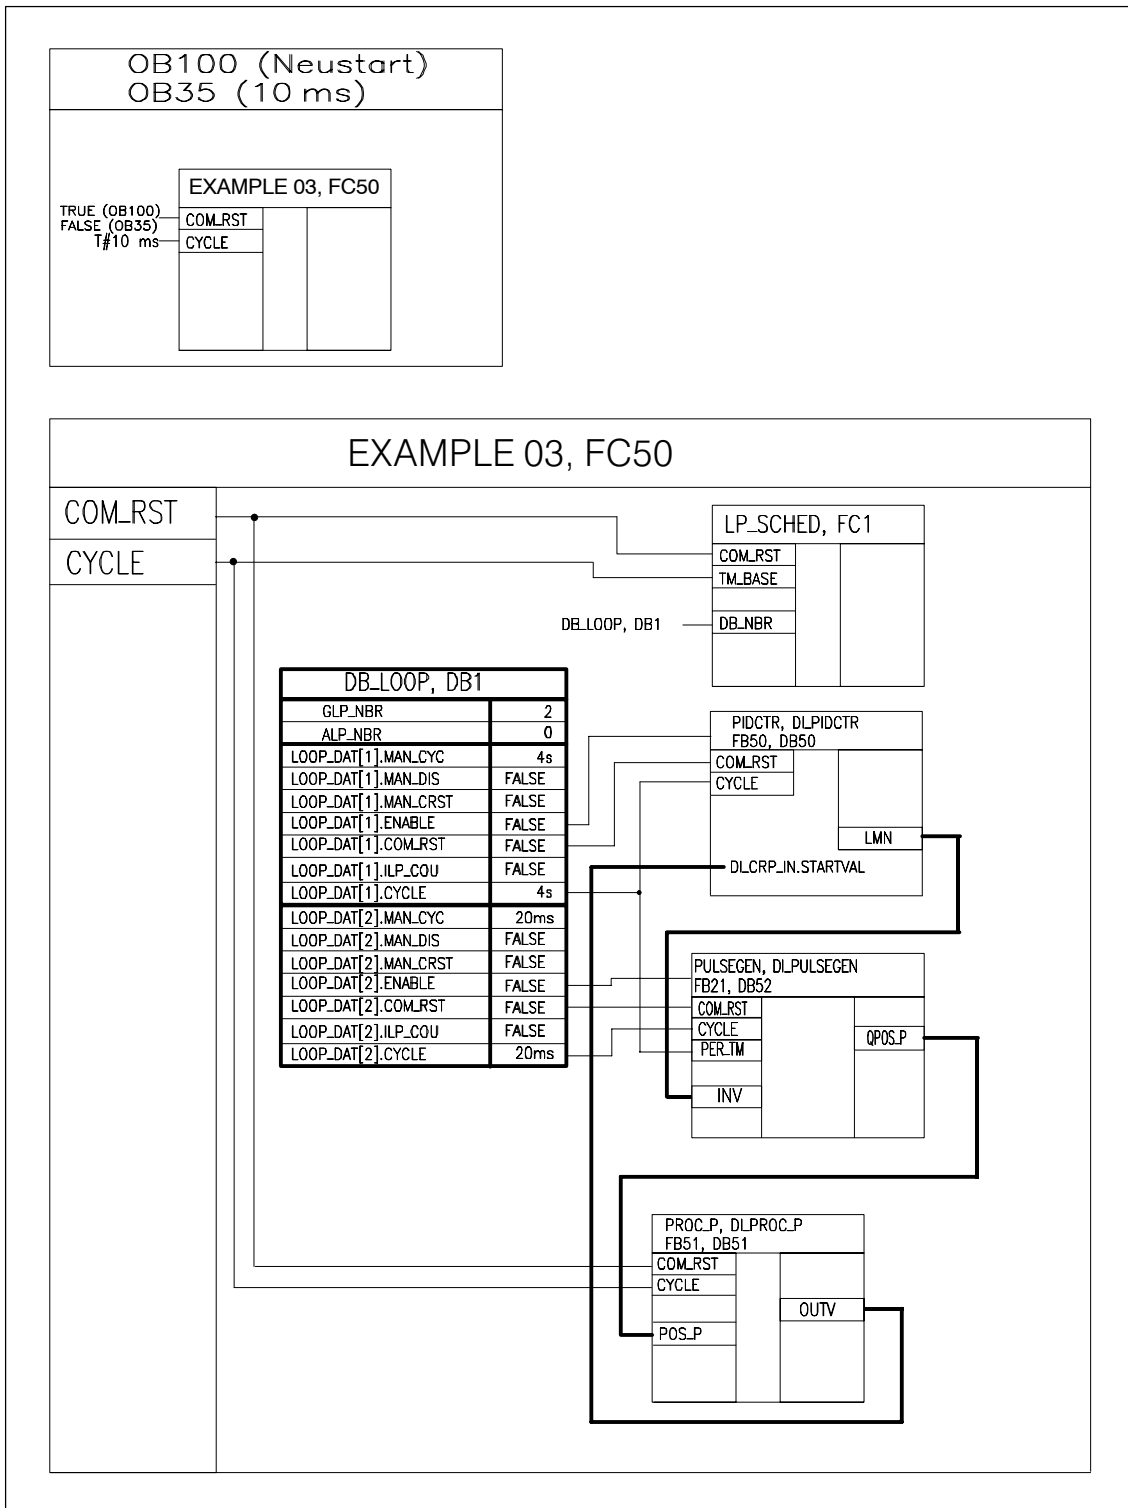 OB100 (Neustart)
OB35 (10 ms)
EXAMPLE 03, FC50
TRUE (OB100)
FALSE (OB35)
T#10 ms
COM_RST
CYCLE
EXAMPLE 03, FC50
COM_RST
CYCLE
LP_SCHED, FC1
COM_RST
TM_BASE
DB_LOOP, DB1
DB_NBR
DB_LOOP, DB1
GLP_NBR 2
ALP_NBR 0
LOOP_DAT[1].MAN_CYC 4s
LOOP_DAT[1].MAN_DIS FALSE
LOOP_DAT[1].MAN_CRST FALSE
LOOP_DAT[1].ENABLE FALSE
LOOP_DAT[1].COM_RST FALSE
LOOP_DAT[1].ILP_COU FALSE
LOOP_DAT[1].CYCLE 4s
LOOP_DAT[2].MAN_CYC 20ms
LOOP_DAT[2].MAN_DIS FALSE
LOOP_DAT[2].MAN_CRST FALSE
LOOP_DAT[2].ENABLE FALSE
LOOP_DAT[2].COM_RST FALSE
LOOP_DAT[2].ILP_COU FALSE
LOOP_DAT[2].CYCLE 20ms
PIDCTR, DI_PIDCTR
FB50, DB50
COM_RST
CYCLE
LMN
DI_CRP_IN.STARTVAL
PULSEGEN, DI_PULSEGEN
FB21, DB52
COM_RST
CYCLE
PER_TM
QPOS_P
INV
PROC_P, DI_PROC_P
FB51, DB51
COM_RST
CYCLE
OUTV
POS_P